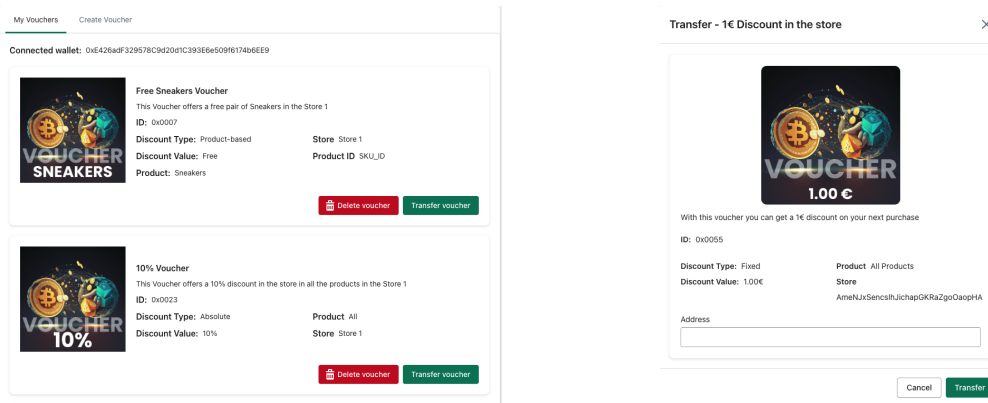 My Vouchers Create Voucher
Connected wallet: 0xE426adF329578C9d20d1C393E6e509f6174b6EE9
VOUCHER
SNEAKERS
Free Sneakers Voucher
This Voucher offers a free pair of Sneakers in the Store 1
ID: 0x0007
Discount Type: Product-based Store Store 1
Discount Value: Free Product ID SKU_ID
Product: Sneakers
Delete voucher Transfer voucher
VOUCHER
10%
10% Voucher
This Voucher offers a 10% discount in the store in all the products in the Store 1
ID: 0x0023
Discount Type: Absolute Product All
Discount Value: 10% Store Store 1
Delete voucher Transfer voucher
Transfer - 1€ Discount in the store
VOUCHER
1.00 €
With this voucher you can get a 1€ discount on your next purchase
ID: 0x0055
Discount Type: Fixed Product All Products
Discount Value: 1.00€ Store
AmeNJxSencslhJichapGKRaZgoOaopHA
Address
Cancel Transfer